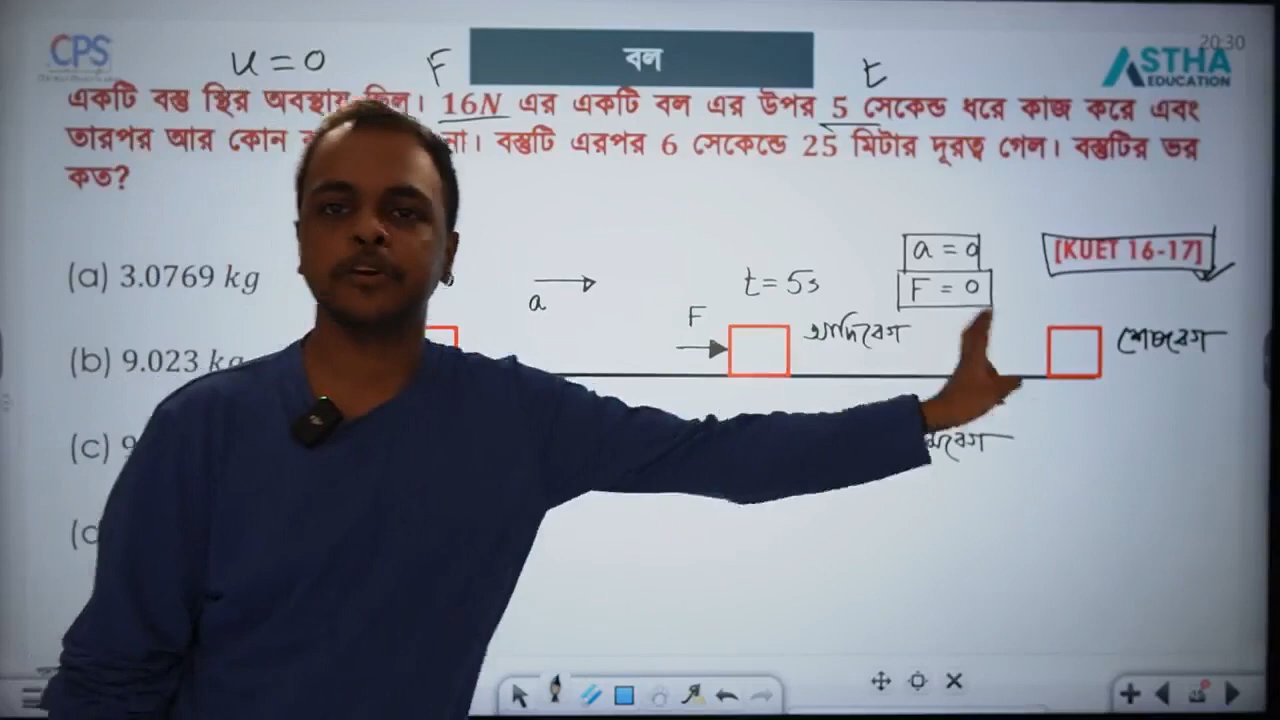 CPS
20:30
ASTHA
EDUCATION
বল
u = 0
F
t
একটি বস্তু স্থির অবস্থায় ছিল। 16N এর একটি বল এর উপর 5 সেকেন্ড ধরে কাজ করে এবং
তারপর আর কোন না। বস্তুটি এরপর 6 সেকেন্ডে 25 মিটার দূরত্ব গেল। বস্তুটির ভর
কত?
[KUET 16-17]
a = 0
F = 0
(a) 3.0769 kg
a
t = 5s
F
আদিবেগ
শেষবেগ
(b) 9.023 kg
(c) 9
(d